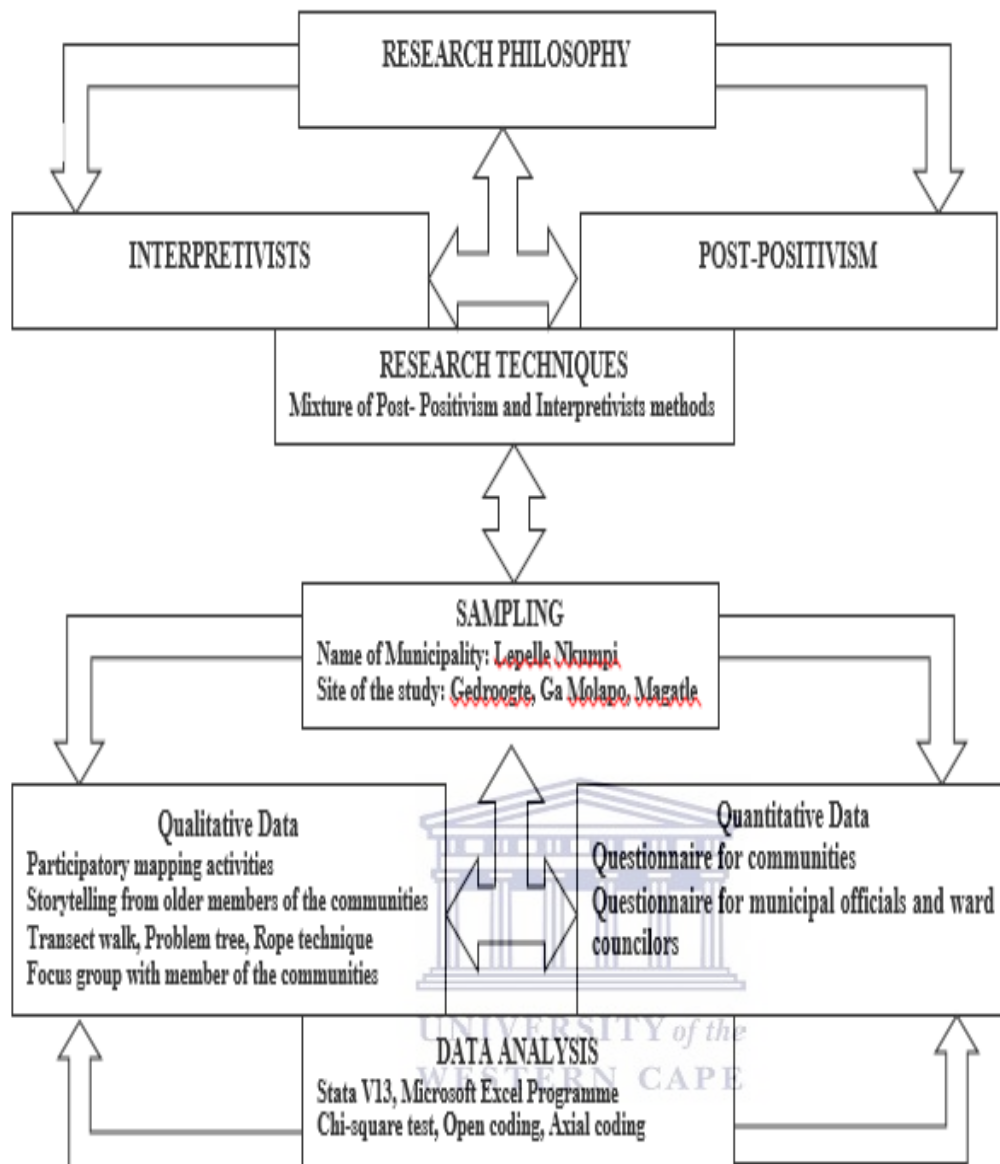 RESEARCH PHILOSOPHY
INTERPRETIVISTS
POST-POSITIVISM
RESEARCH TECHNIQUES
Mixture of Post- Positivism and Interpretivists methods
SAMPLING
Name of Municipality: Lepelle Nkumpi
Site of the study: Gedroogte, Ga Molapo, Magatle
Qualitative Data
Participatory mapping activities
Storytelling from older members of the communities
Transect walk, Problem tree, Rope technique
Focus group with member of the communities
Quantitative Data
Questionnaire for communities
Questionnaire for municipal officials and ward
councilors
UNIVERSITY of the
WESTERN CAPE
DATA ANALYSIS
Stata V13, Microsoft Excel Programme
Chi-square test, Open coding, Axial coding